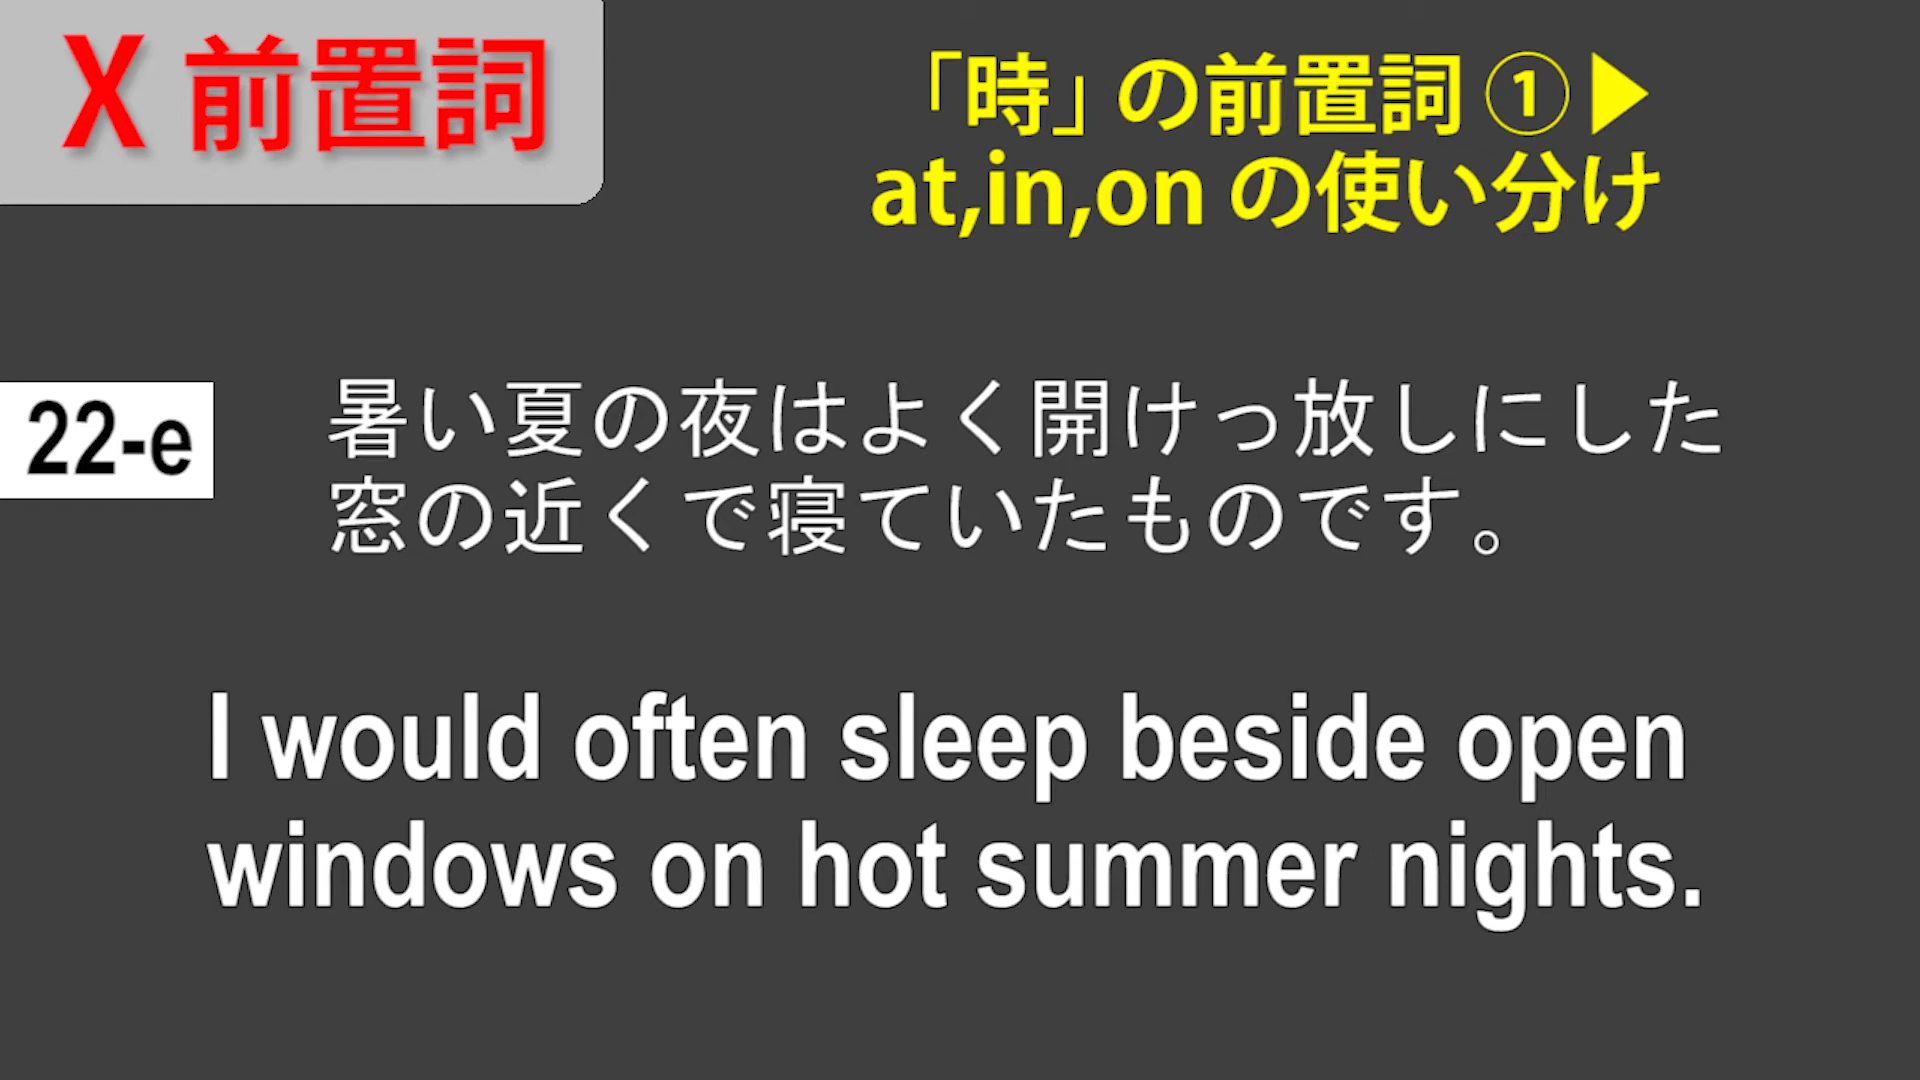 X 前置詞
「時」の前置詞 ①▶
at,in,on の使い分け
22-e
暑い夏の夜はよく開けっ放しにした
窓の近くで寝ていたものです。
I would often sleep beside open
windows on hot summer nights.